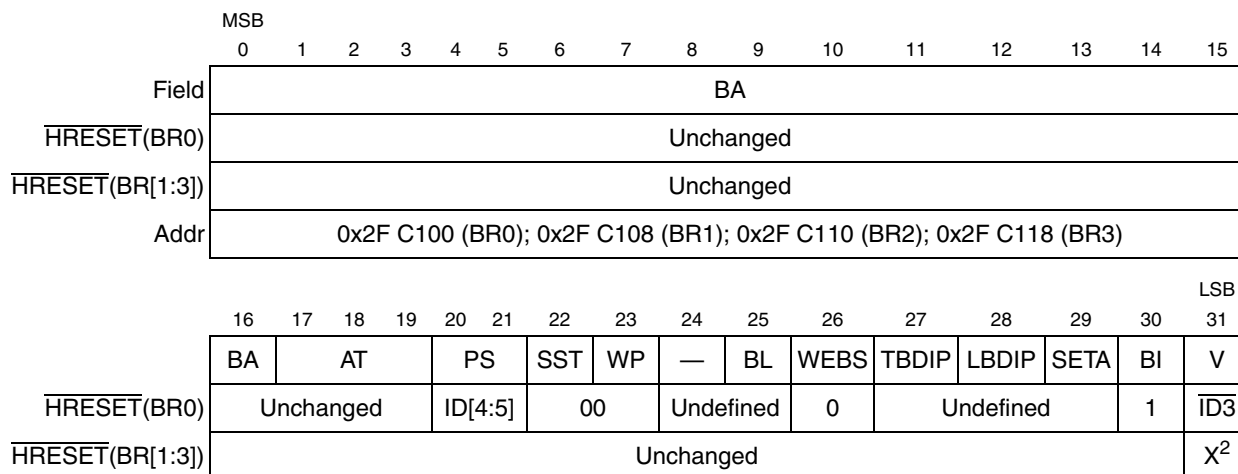 MSB
0 1 2 3 4 5 6 7 8 9 10 11 12 13 14 15
Field BA
HRESET(BR0) Unchanged
HRESET(BR[1:3]) Unchanged
Addr 0x2F C100 (BR0); 0x2F C108 (BR1); 0x2F C110 (BR2); 0x2F C118 (BR3)
LSB
16 17 18 19 20 21 22 23 24 25 26 27 28 29 30 31
BA AT PS SST WP — BL WEBS TBDIP LBDIP SETA BI V
HRESET(BR0) Unchanged ID[4:5] 00 Undefined 0 Undefined 1 ID3
HRESET(BR[1:3]) Unchanged X2